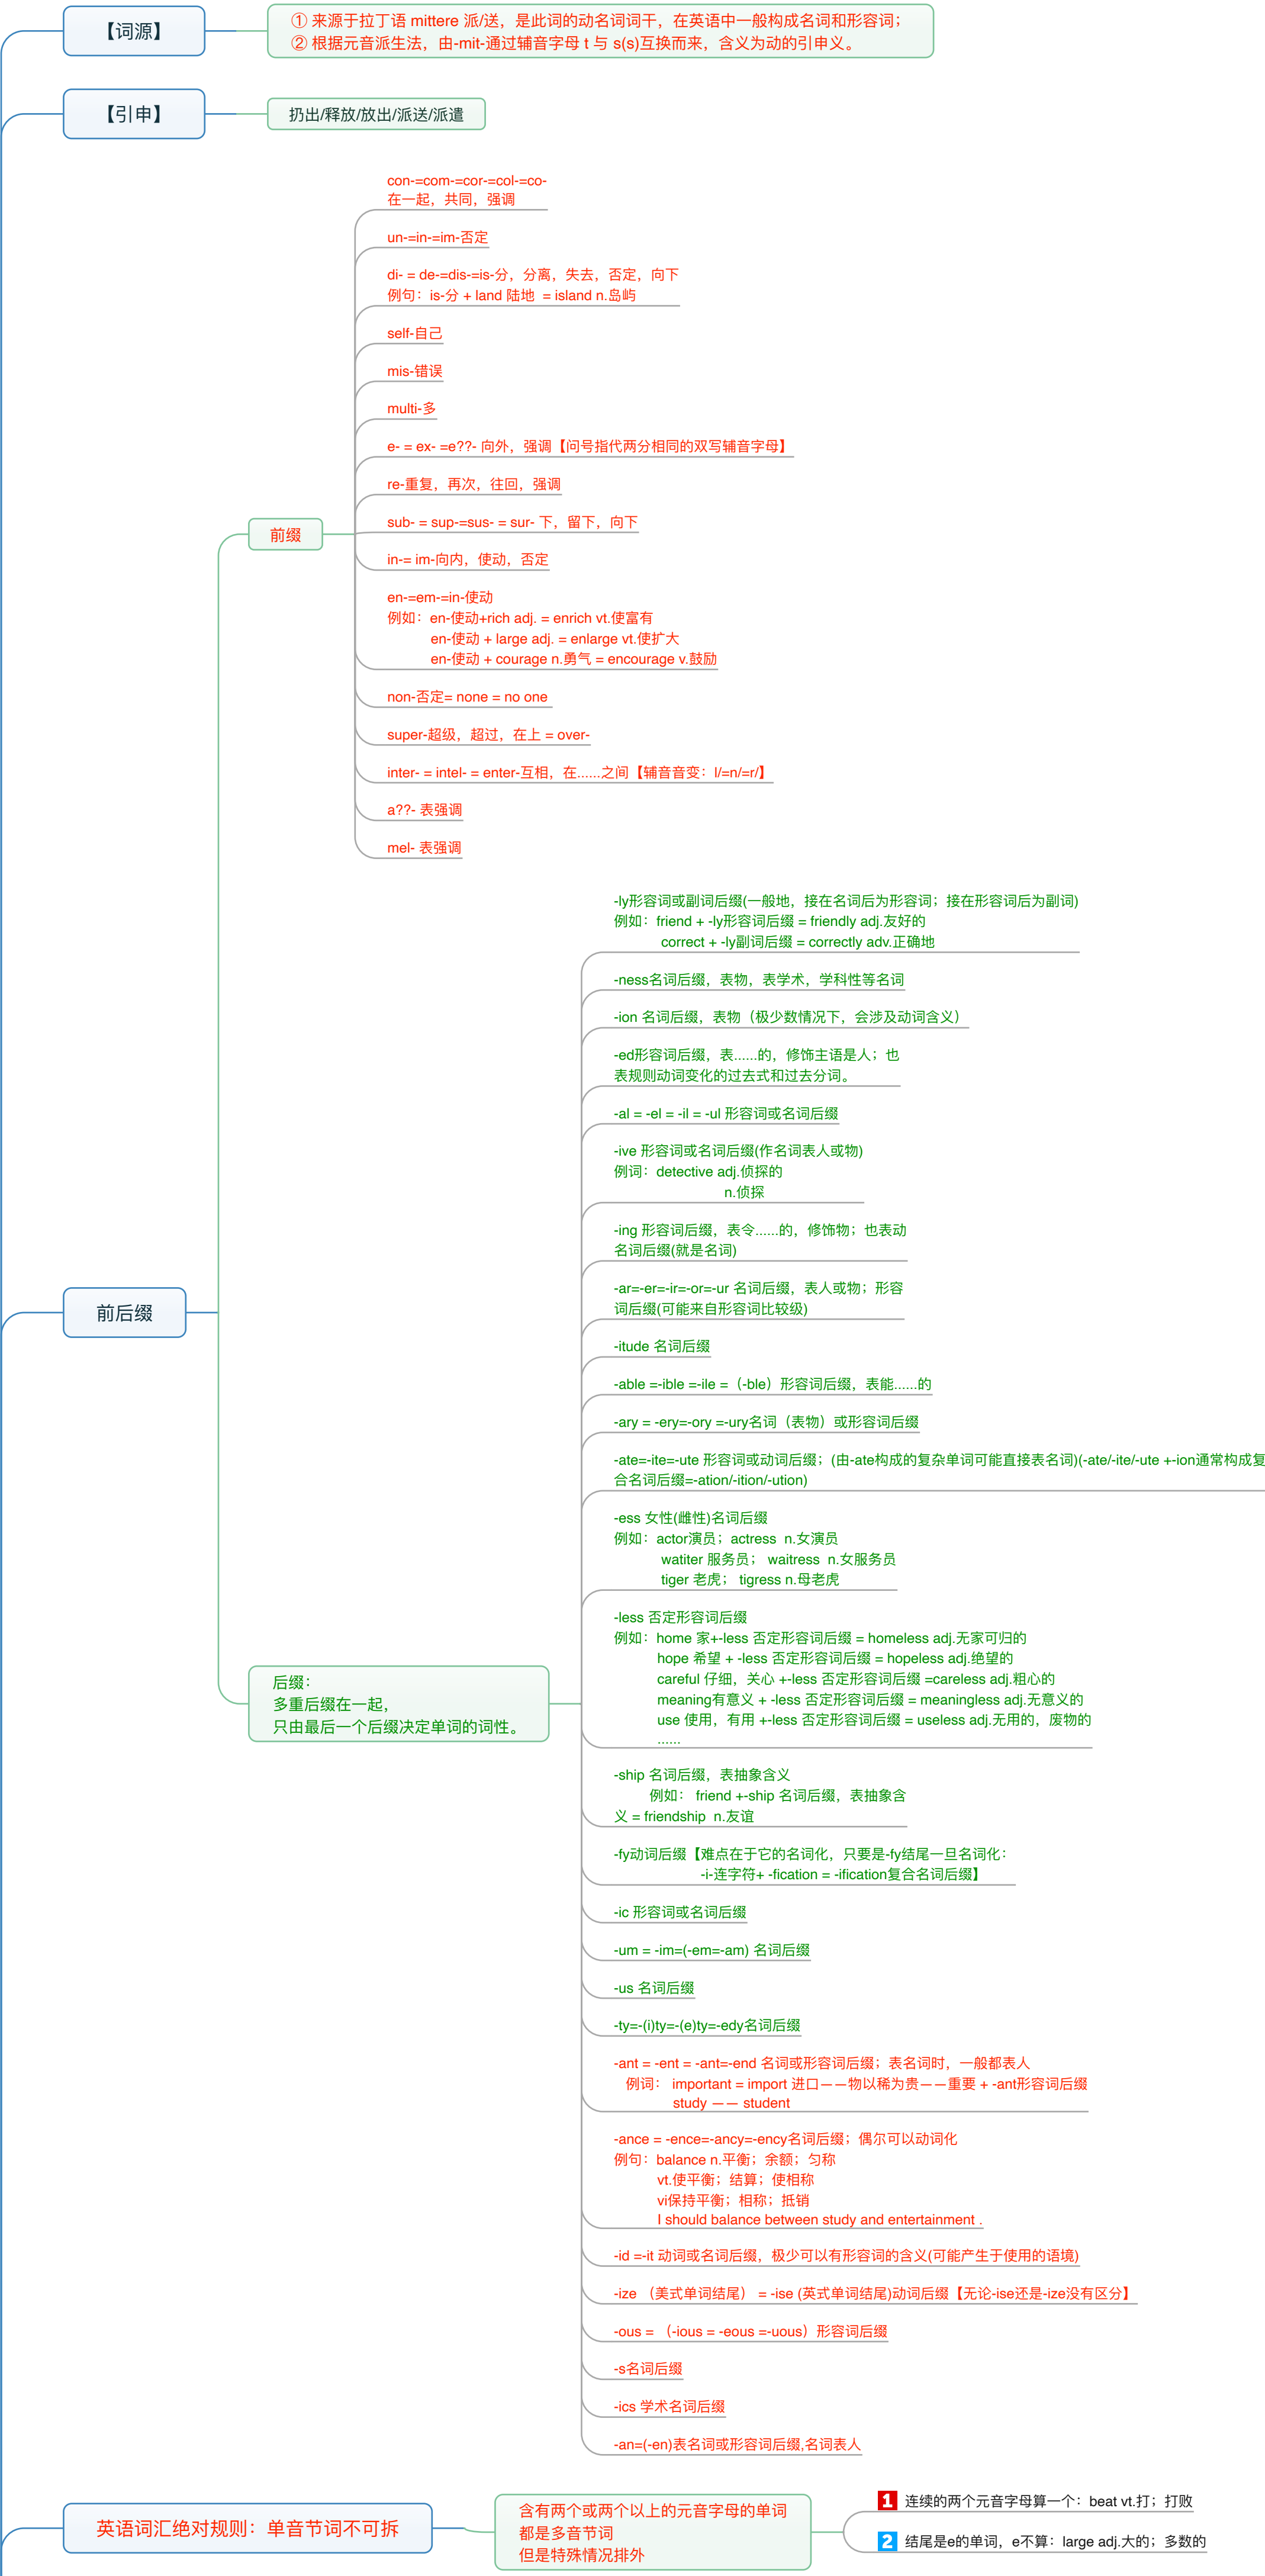 【词源】
① 来源于拉丁语 mittere 派/送，是此词的动名词词干，在英语中一般构成名词和形容词；
② 根据元音派生法，由-mit-通过辅音字母 t 与 s(s)互换而来，含义为动的引申义。
【引申】
扔出/释放/放出/派送/派遣
前后缀
前缀
con-=com-=cor-=col-=co-
在一起，共同，强调
un-=in-=im-否定
di- = de-=dis-=is-分，分离，失去，否定，向下
例句：is-分 + land 陆地 = island n.岛屿
self-自己
mis-错误
multi-多
e- = ex- =e??- 向外，强调【问号指代两分相同的双写辅音字母】
re-重复，再次，往回，强调
sub- = sup-=sus- = sur- 下，留下，向下
in-= im-向内，使动，否定
en-=em-=in-使动
例如：en-使动+rich adj. = enrich vt.使富有
en-使动 + large adj. = enlarge vt.使扩大
en-使动 + courage n.勇气 = encourage v.鼓励
non-否定= none = no one
super-超级，超过，在上 = over-
inter- = intel- = enter-互相，在......之间【辅音音变：l/=n/=r/】
a??- 表强调
mel- 表强调
后缀：
多重后缀在一起，
只由最后一个后缀决定单词的词性。
-ly形容词或副词后缀(一般地，接在名词后为形容词；接在形容词后为副词)
例如：friend + -ly形容词后缀 = friendly adj.友好的
correct + -ly副词后缀 = correctly adv.正确地
-ness名词后缀，表物，表学术，学科性等名词
-ion 名词后缀，表物（极少数情况下，会涉及动词含义）
-ed形容词后缀，表......的，修饰主语是人；也
表规则动词变化的过去式和过去分词。
-al = -el = -il = -ul 形容词或名词后缀
-ive 形容词或名词后缀(作名词表人或物)
例词：detective adj.侦探的
n.侦探
-ing 形容词后缀，表令......的，修饰物；也表动
名词后缀(就是名词)
-ar=-er=-ir=-or=-ur 名词后缀，表人或物；形容
词后缀(可能来自形容词比较级)
-itude 名词后缀
-able =-ible =-ile =（-ble）形容词后缀，表能......的
-ary = -ery=-ory =-ury名词（表物）或形容词后缀
-ate=-ite=-ute 形容词或动词后缀；(由-ate构成的复杂单词可能直接表名词)(-ate/-ite/-ute +-ion通常构成复
合名词后缀=-ation/-ition/-ution)
-ess 女性(雌性)名词后缀
例如：actor演员；actress n.女演员
watiter 服务员； waitress n.女服务员
tiger 老虎； tigress n.母老虎
-less 否定形容词后缀
例如：home 家+-less 否定形容词后缀 = homeless adj.无家可归的
hope 希望 + -less 否定形容词后缀 = hopeless adj.绝望的
careful 仔细，关心 +-less 否定形容词后缀 =careless adj.粗心的
meaning有意义 + -less 否定形容词后缀 = meaningless adj.无意义的
use 使用，有用 +-less 否定形容词后缀 = useless adj.无用的，废物的
......
-ship 名词后缀，表抽象含义
例如： friend +-ship 名词后缀，表抽象含
义 = friendship n.友谊
-fy动词后缀【难点在于它的名词化，只要是-fy结尾一旦名词化：
-i-连字符+ -fication = -ification复合名词后缀】
-ic 形容词或名词后缀
-um = -im=(-em=-am) 名词后缀
-us 名词后缀
-ty=-(i)ty=-(e)ty=-edy名词后缀
-ant = -ent = -ant=-end 名词或形容词后缀；表名词时，一般都表人
例词： important = import 进口——物以稀为贵——重要 + -ant形容词后缀
study —— student
-ance = -ence=-ancy=-ency名词后缀；偶尔可以动词化
例句：balance n.平衡；余额；匀称
vt.使平衡；结算；使相称
vi保持平衡；相称；抵销
I should balance between study and entertainment .
-id =-it 动词或名词后缀，极少可以有形容词的含义(可能产生于使用的语境)
-ize （美式单词结尾） = -ise (英式单词结尾)动词后缀【无论-ise还是-ize没有区分】
-ous = （-ious = -eous =-uous）形容词后缀
-s名词后缀
-ics 学术名词后缀
-an=(-en)表名词或形容词后缀,名词表人
英语词汇绝对规则：单音节词不可拆
含有两个或两个以上的元音字母的单词
都是多音节词
但是特殊情况排外
1 连续的两个元音字母算一个：beat vt.打；打败
2 结尾是e的单词，e不算：large adj.大的；多数的